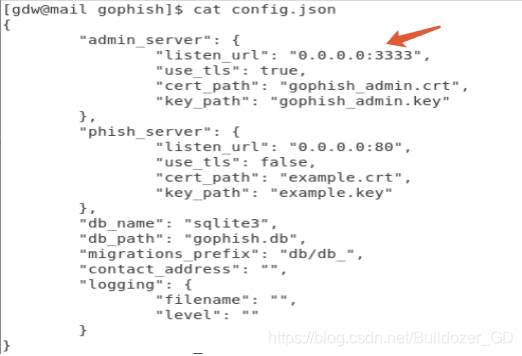 [gdw@mail gophish]$ cat config.json
{
"admin_server": {
"listen_url": "0.0.0.0:3333",
"use_tls": true,
"cert_path": "gophish_admin.crt",
"key_path": "gophish_admin.key"
},
"phish_server": {
"listen_url": "0.0.0.0:80",
"use_tls": false,
"cert_path": "example.crt",
"key_path": "example.key"
},
"db_name": "sqlite3",
"db_path": "gophish.db",
"migrations_prefix": "db/db_",
"contact_address": "",
"logging": {
"filename": "",
"level": ""
}
}
https://blog.csdn.net/Bulldozer_GD